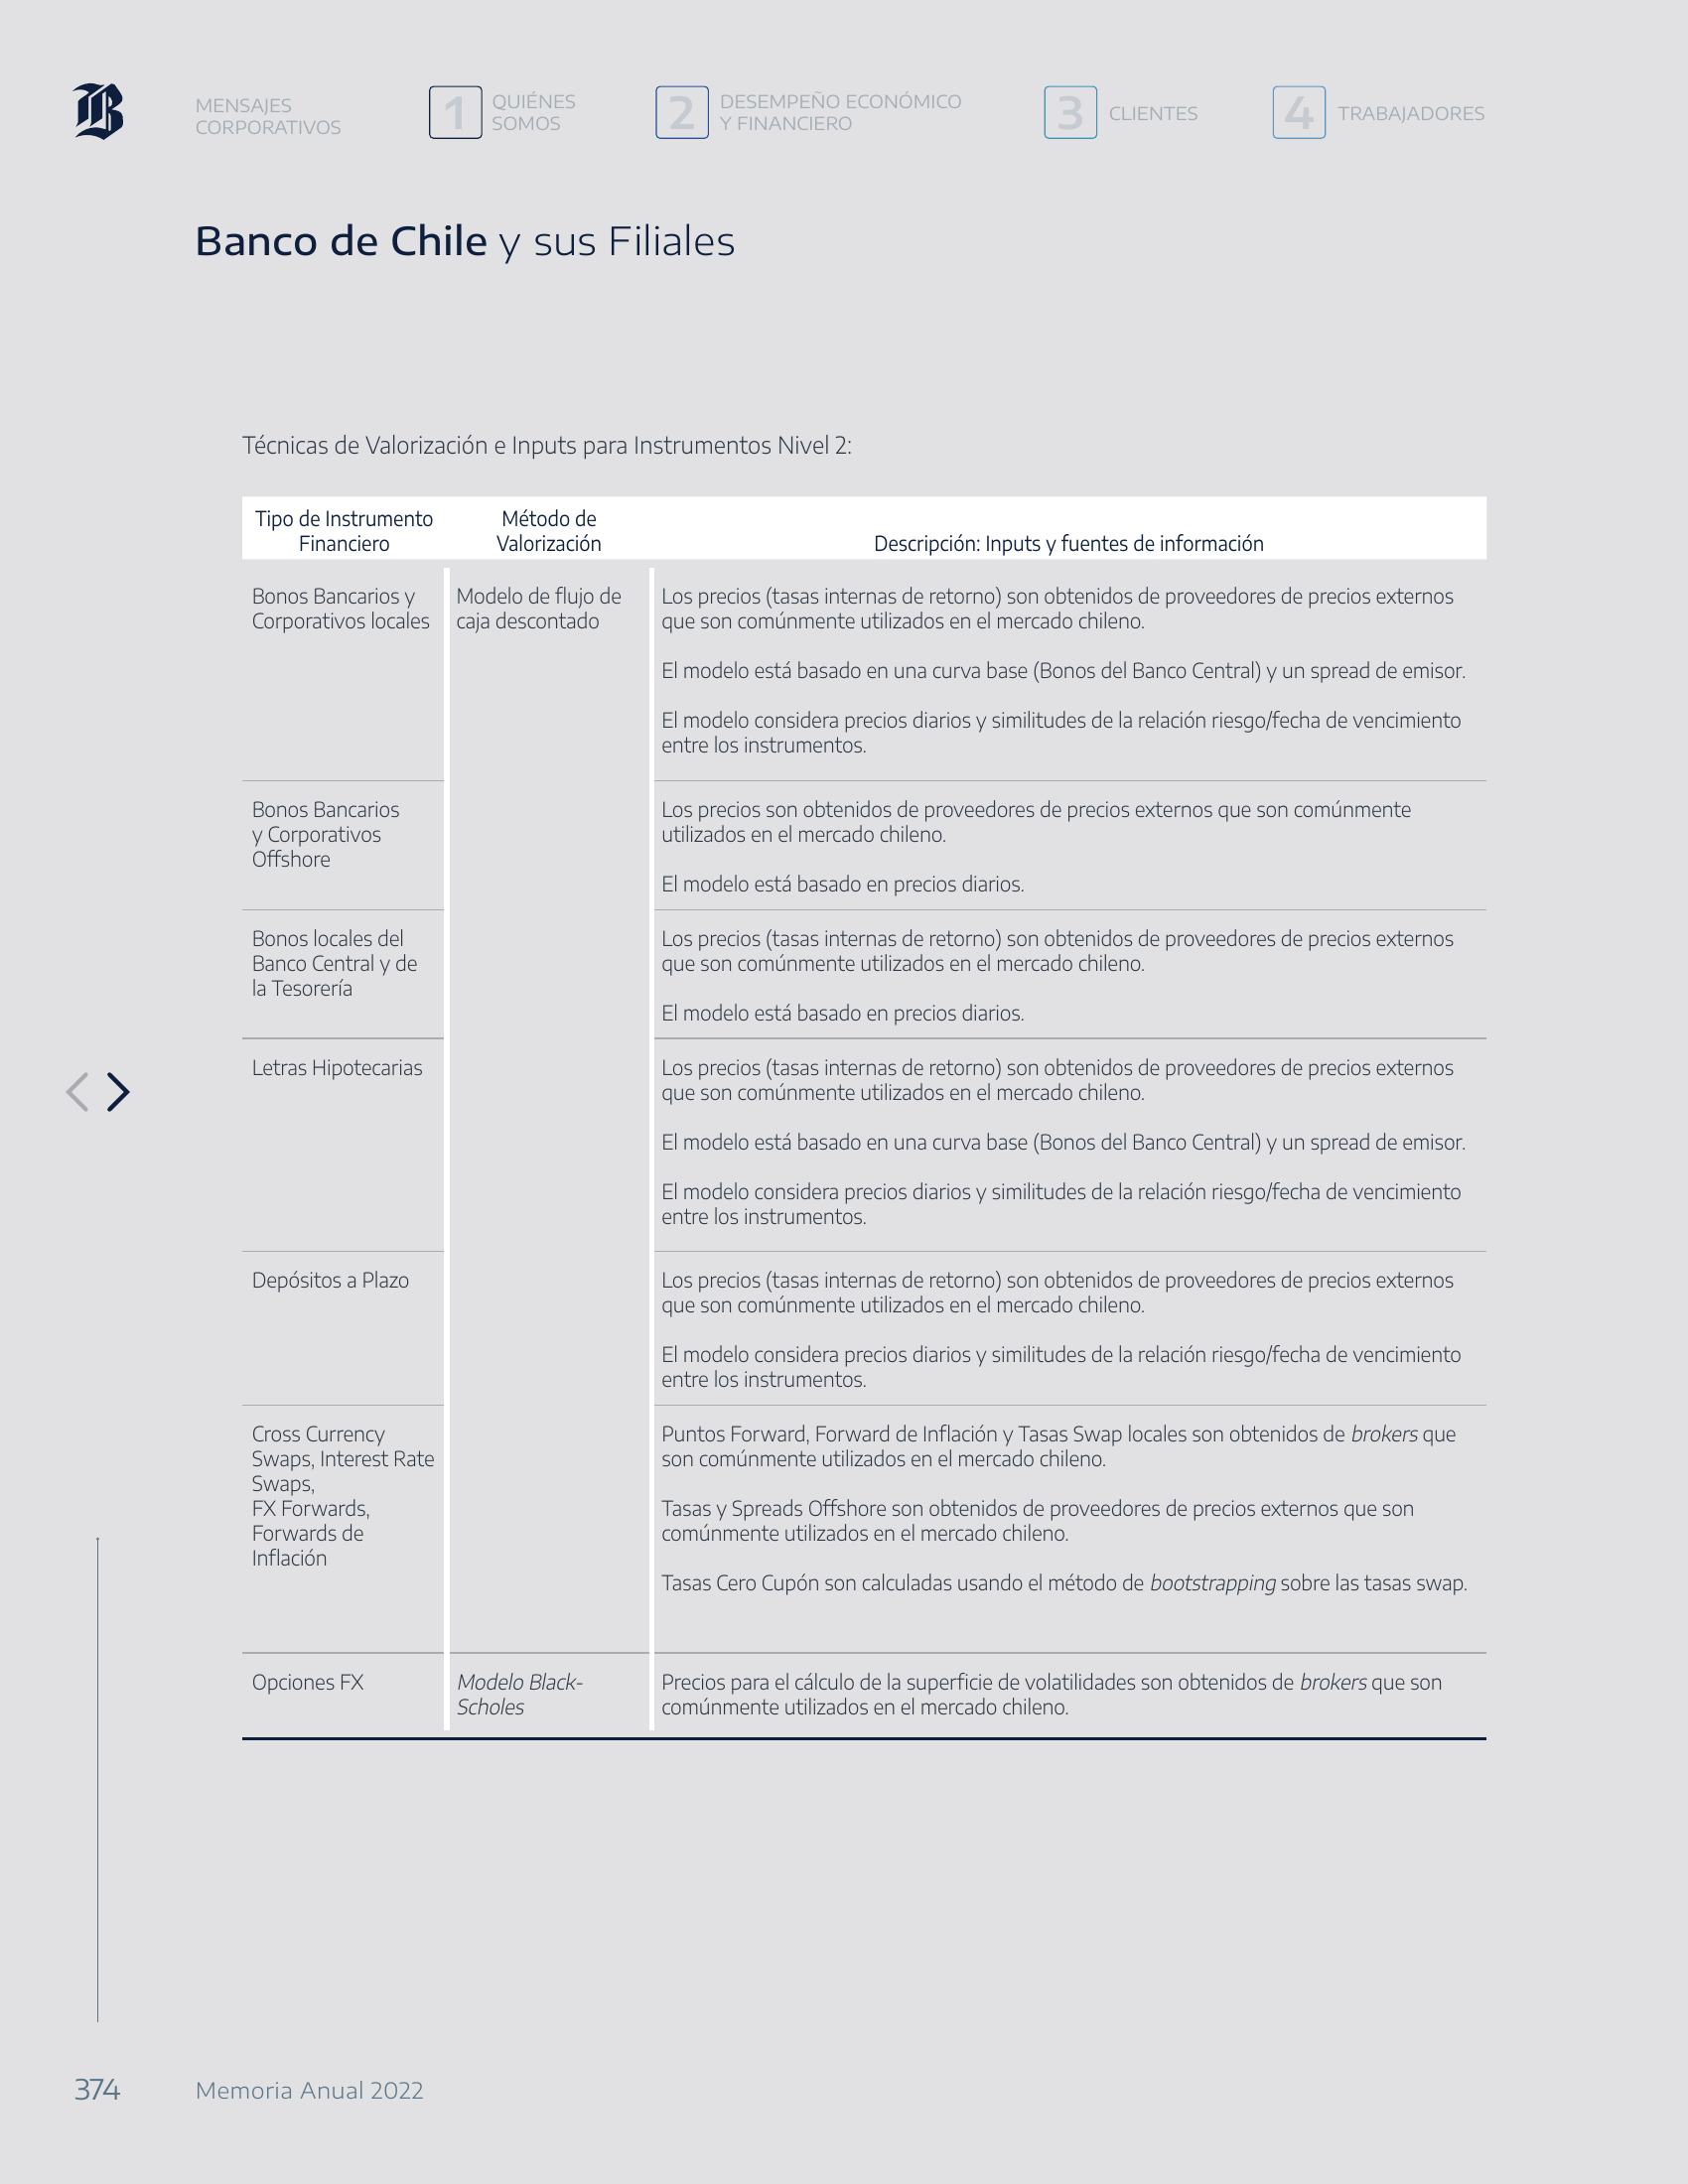 MENSAJES
CORPORATIVOS
1
QUIÉNES
SOMOS
2
DESEMPEÑO ECONÓMICO
Y FINANCIERO
3
CLIENTES
4
TRABAJADORES
Banco de Chile y sus Filiales
Técnicas de Valorización e Inputs para Instrumentos Nivel 2:
Tipo de Instrumento
Financiero
Método de
Valorización
Descripción: Inputs y fuentes de información
Bonos Bancarios y
Corporativos locales
Modelo de flujo de
caja descontado
Los precios (tasas internas de retorno) son obtenidos de proveedores de precios externos
que son comúnmente utilizados en el mercado chileno.
El modelo está basado en una curva base (Bonos del Banco Central) y un spread de emisor.
El modelo considera precios diarios y similitudes de la relación riesgo/fecha de vencimiento
entre los instrumentos.
Bonos Bancarios
y Corporativos
Offshore
Los precios son obtenidos de proveedores de precios externos que son comúnmente
utilizados en el mercado chileno.
El modelo está basado en precios diarios.
Bonos locales del
Banco Central y de
la Tesorería
Los precios (tasas internas de retorno) son obtenidos de proveedores de precios externos
que son comúnmente utilizados en el mercado chileno.
El modelo está basado en precios diarios.
Letras Hipotecarias
Los precios (tasas internas de retorno) son obtenidos de proveedores de precios externos
que son comúnmente utilizados en el mercado chileno.
El modelo está basado en una curva base (Bonos del Banco Central) y un spread de emisor.
El modelo considera precios diarios y similitudes de la relación riesgo/fecha de vencimiento
entre los instrumentos.
Depósitos a Plazo
Los precios (tasas internas de retorno) son obtenidos de proveedores de precios externos
que son comúnmente utilizados en el mercado chileno.
El modelo considera precios diarios y similitudes de la relación riesgo/fecha de vencimiento
entre los instrumentos.
Cross Currency
Swaps, Interest Rate
Swaps,
FX Forwards,
Forwards de
Inflación
Puntos Forward, Forward de Inflación y Tasas Swap locales son obtenidos de brokers que
son comúnmente utilizados en el mercado chileno.
Tasas y Spreads Offshore son obtenidos de proveedores de precios externos que son
comúnmente utilizados en el mercado chileno.
Tasas Cero Cupón son calculadas usando el método de bootstrapping sobre las tasas swap.
Opciones FX
Modelo Black-
Scholes
Precios para el cálculo de la superficie de volatilidades son obtenidos de brokers que son
comúnmente utilizados en el mercado chileno.
374
Memoria Anual 2022